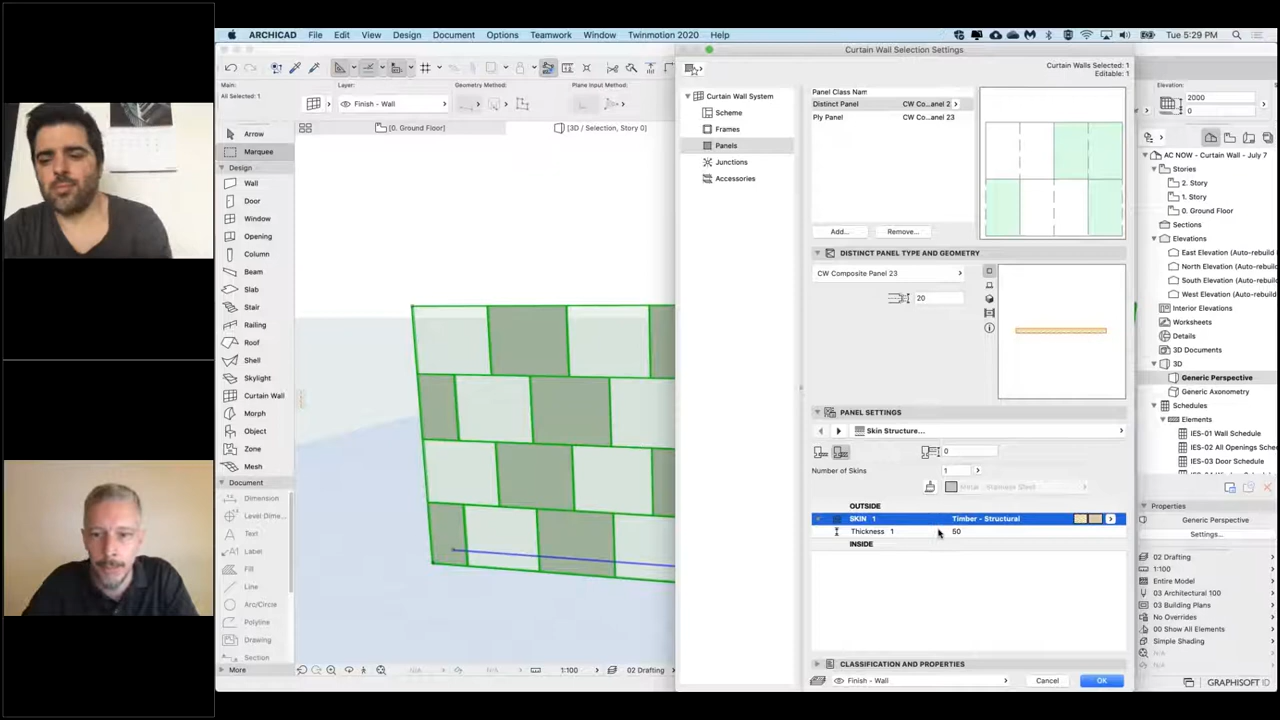 ARCHICAD File Edit View Design Document Options Teamwork Window Twinmotion 2020 Help
Tue 5:29 PM
Curtain Wall Selection Settings
Main:
All Selected: 1
Layer:
Finish - Wall
Geometry Method:
Plane Input Method:
[0. Ground Floor]
[3D / Selection, Story 0]
Arrow
Marquee
Design
Wall
Door
Window
Opening
Column
Beam
Slab
Stair
Railing
Roof
Shell
Skylight
Curtain Wall
Morph
Object
Zone
Mesh
Document
Dimension
Level Dime...
Text
Label
Fill
Line
Arc/Circle
Polyline
Drawing
Section
More
N/A
N/A
1:100
02 Drafting
Curtain Walls Selected: 1
Editable: 1
Curtain Wall System
Scheme
Frames
Panels
Junctions
Accessories
Panel Class Nam
Distinct Panel CW Co...anel 2
Ply Panel CW Co...anel 23
Add...
Remove...
DISTINCT PANEL TYPE AND GEOMETRY
CW Composite Panel 23
20
PANEL SETTINGS
Skin Structure...
0
Number of Skins 1
OUTSIDE
SKIN 1 Timber - Structural
Thickness 1 50
INSIDE
CLASSIFICATION AND PROPERTIES
Finish - Wall
Cancel
OK
Elevation:
2000
0
AC NOW - Curtain Wall - July 7
Stories
2. Story
1. Story
0. Ground Floor
Sections
Elevations
East Elevation (Auto-rebuild
North Elevation (Auto-rebuild
South Elevation (Auto-rebuild
West Elevation (Auto-rebuild
Interior Elevations
Worksheets
Details
3D Documents
3D
Generic Perspective
Generic Axonometry
Schedules
Elements
IES-01 Wall Schedule
IES-02 All Openings Sched
IES-03 Door Schedule
Properties
Generic Perspective
Settings...
02 Drafting
1:100
Entire Model
03 Architectural 100
03 Building Plans
No Overrides
00 Show All Elements
Simple Shading
N/A
N/A
GRAPHISOFT ID